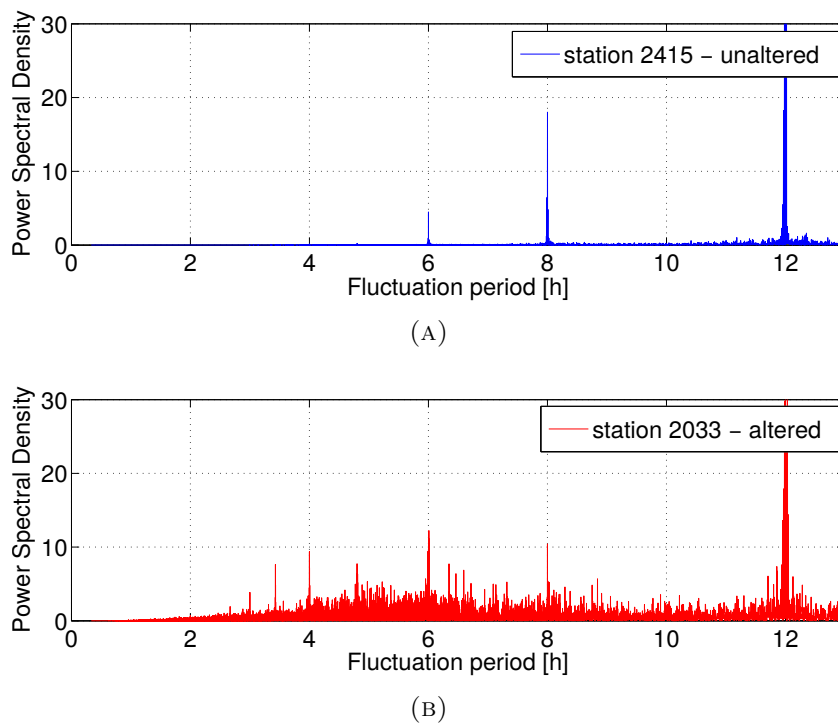 30
20
10
0
Power Spectral Density
station 2415 − unaltered
0 2 4 6 8 10 12
Fluctuation period [h]
(A)
30
20
10
0
Power Spectral Density
station 2033 − altered
0 2 4 6 8 10 12
Fluctuation period [h]
(B)